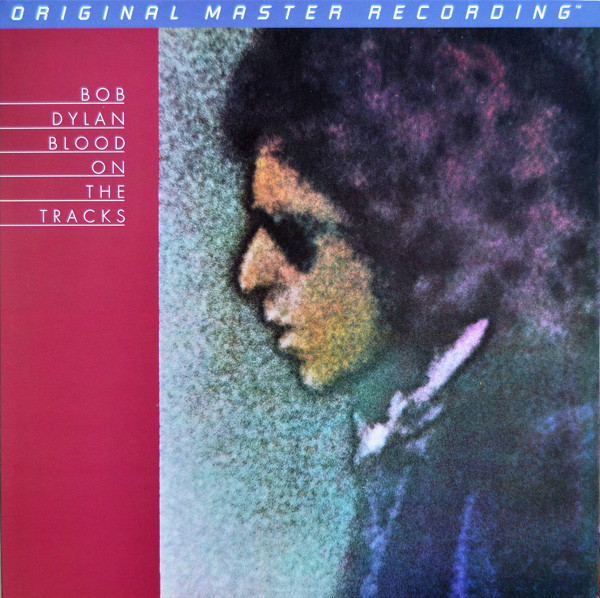 ORIGINAL MASTER RECORDING™
BOB
DYLAN
BLOOD
ON
THE
TRACKS